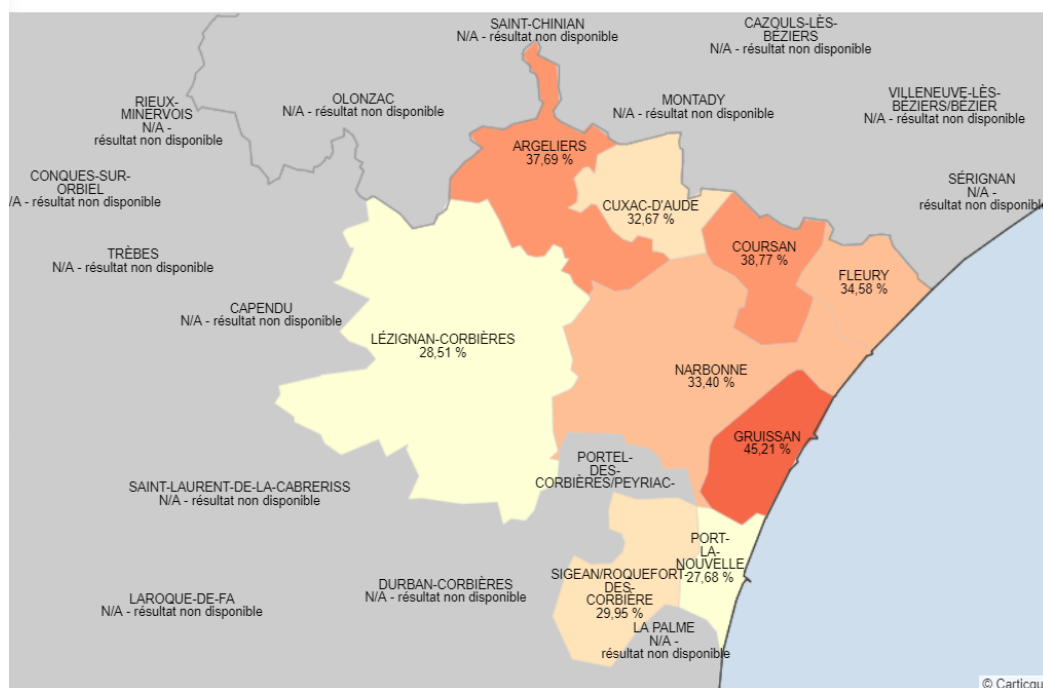 SAINT-CHINIAN
N/A - résultat non disponible
CAZOULS-LÈS-
BÉZIERS
N/A - résultat non disponible
RIEUX-
MINERVOIS
N/A -
résultat non disponible
OLONZAC
N/A - résultat non disponible
MONTADY
N/A - résultat non disponible
VILLENEUVE-LÈS-
BÉZIERS/BÉZIER
N/A - résultat non disponible
ARGELIERS
37,69 %
CONQUES-SUR-
ORBIEL
/A - résultat non disponible
SÉRIGNAN
N/A -
résultat non disponible
CUXAC-D'AUDE
32,67 %
TRÈBES
N/A - résultat non disponible
COURSAN
38,77 %
FLEURY
34,58 %
CAPENDU
N/A - résultat non disponible
LÉZIGNAN-CORBIÈRES
28,51 %
NARBONNE
33,40 %
GRUISSAN
45,21 %
PORTEL-
DES-
CORBIÈRES/PEYRIAC-
SAINT-LAURENT-DE-LA-CABRERISS
N/A - résultat non disponible
PORT-
LA-
NOUVELLE
27,68 %
DURBAN-CORBIÈRES
N/A - résultat non disponible
SIGEAN/ROQUEFORT-
DES-
CORBIÈRE
29,95 %
LAROQUE-DE-FA
N/A - résultat non disponible
LA PALME
N/A -
résultat non disponible
© Carticqu